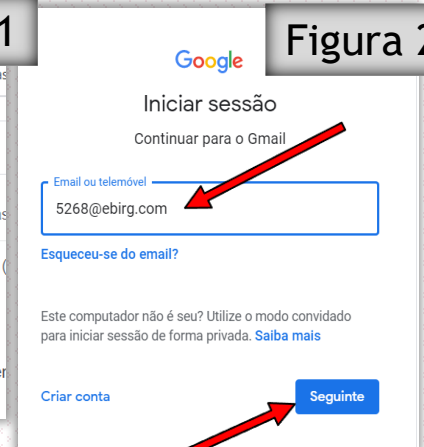 1
Figura 2
Google
Iniciar sessão
Continuar para o Gmail
Email ou telemóvel
5268@ebirg.com
Esqueceu-se do email?
Este computador não é seu? Utilize o modo convidado
para iniciar sessão de forma privada. Saiba mais
Criar conta
Seguinte